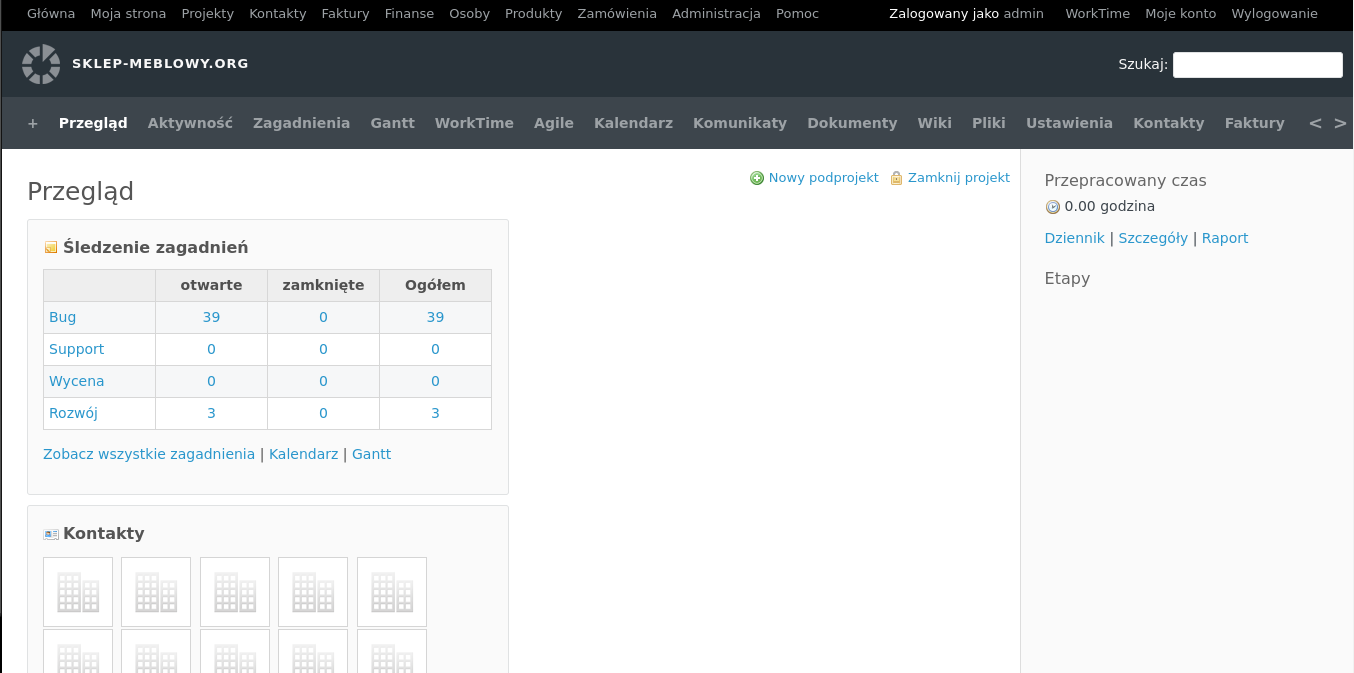 Główna Moja strona Projekty Kontakty Faktury Finanse Osoby Produkty Zamówienia Administracja Pomoc Zalogowany jako admin WorkTime Moje konto Wylogowanie
SKLEP-MEBLOWY.ORG
Szukaj:
+ Przegląd Aktywność Zagadnienia Gantt WorkTime Agile Kalendarz Komunikaty Dokumenty Wiki Pliki Ustawienia Kontakty Faktury < >
Nowy podprojekt Zamknij projekt
Przegląd
Śledzenie zagadnień
otwarte zamknięte Ogółem
Bug 39 0 39
Support 0 0 0
Wycena 0 0 0
Rozwój 3 0 3
Zobacz wszystkie zagadnienia | Kalendarz | Gantt
Kontakty
Przepracowany czas
0.00 godzina
Dziennik | Szczegóły | Raport
Etapy